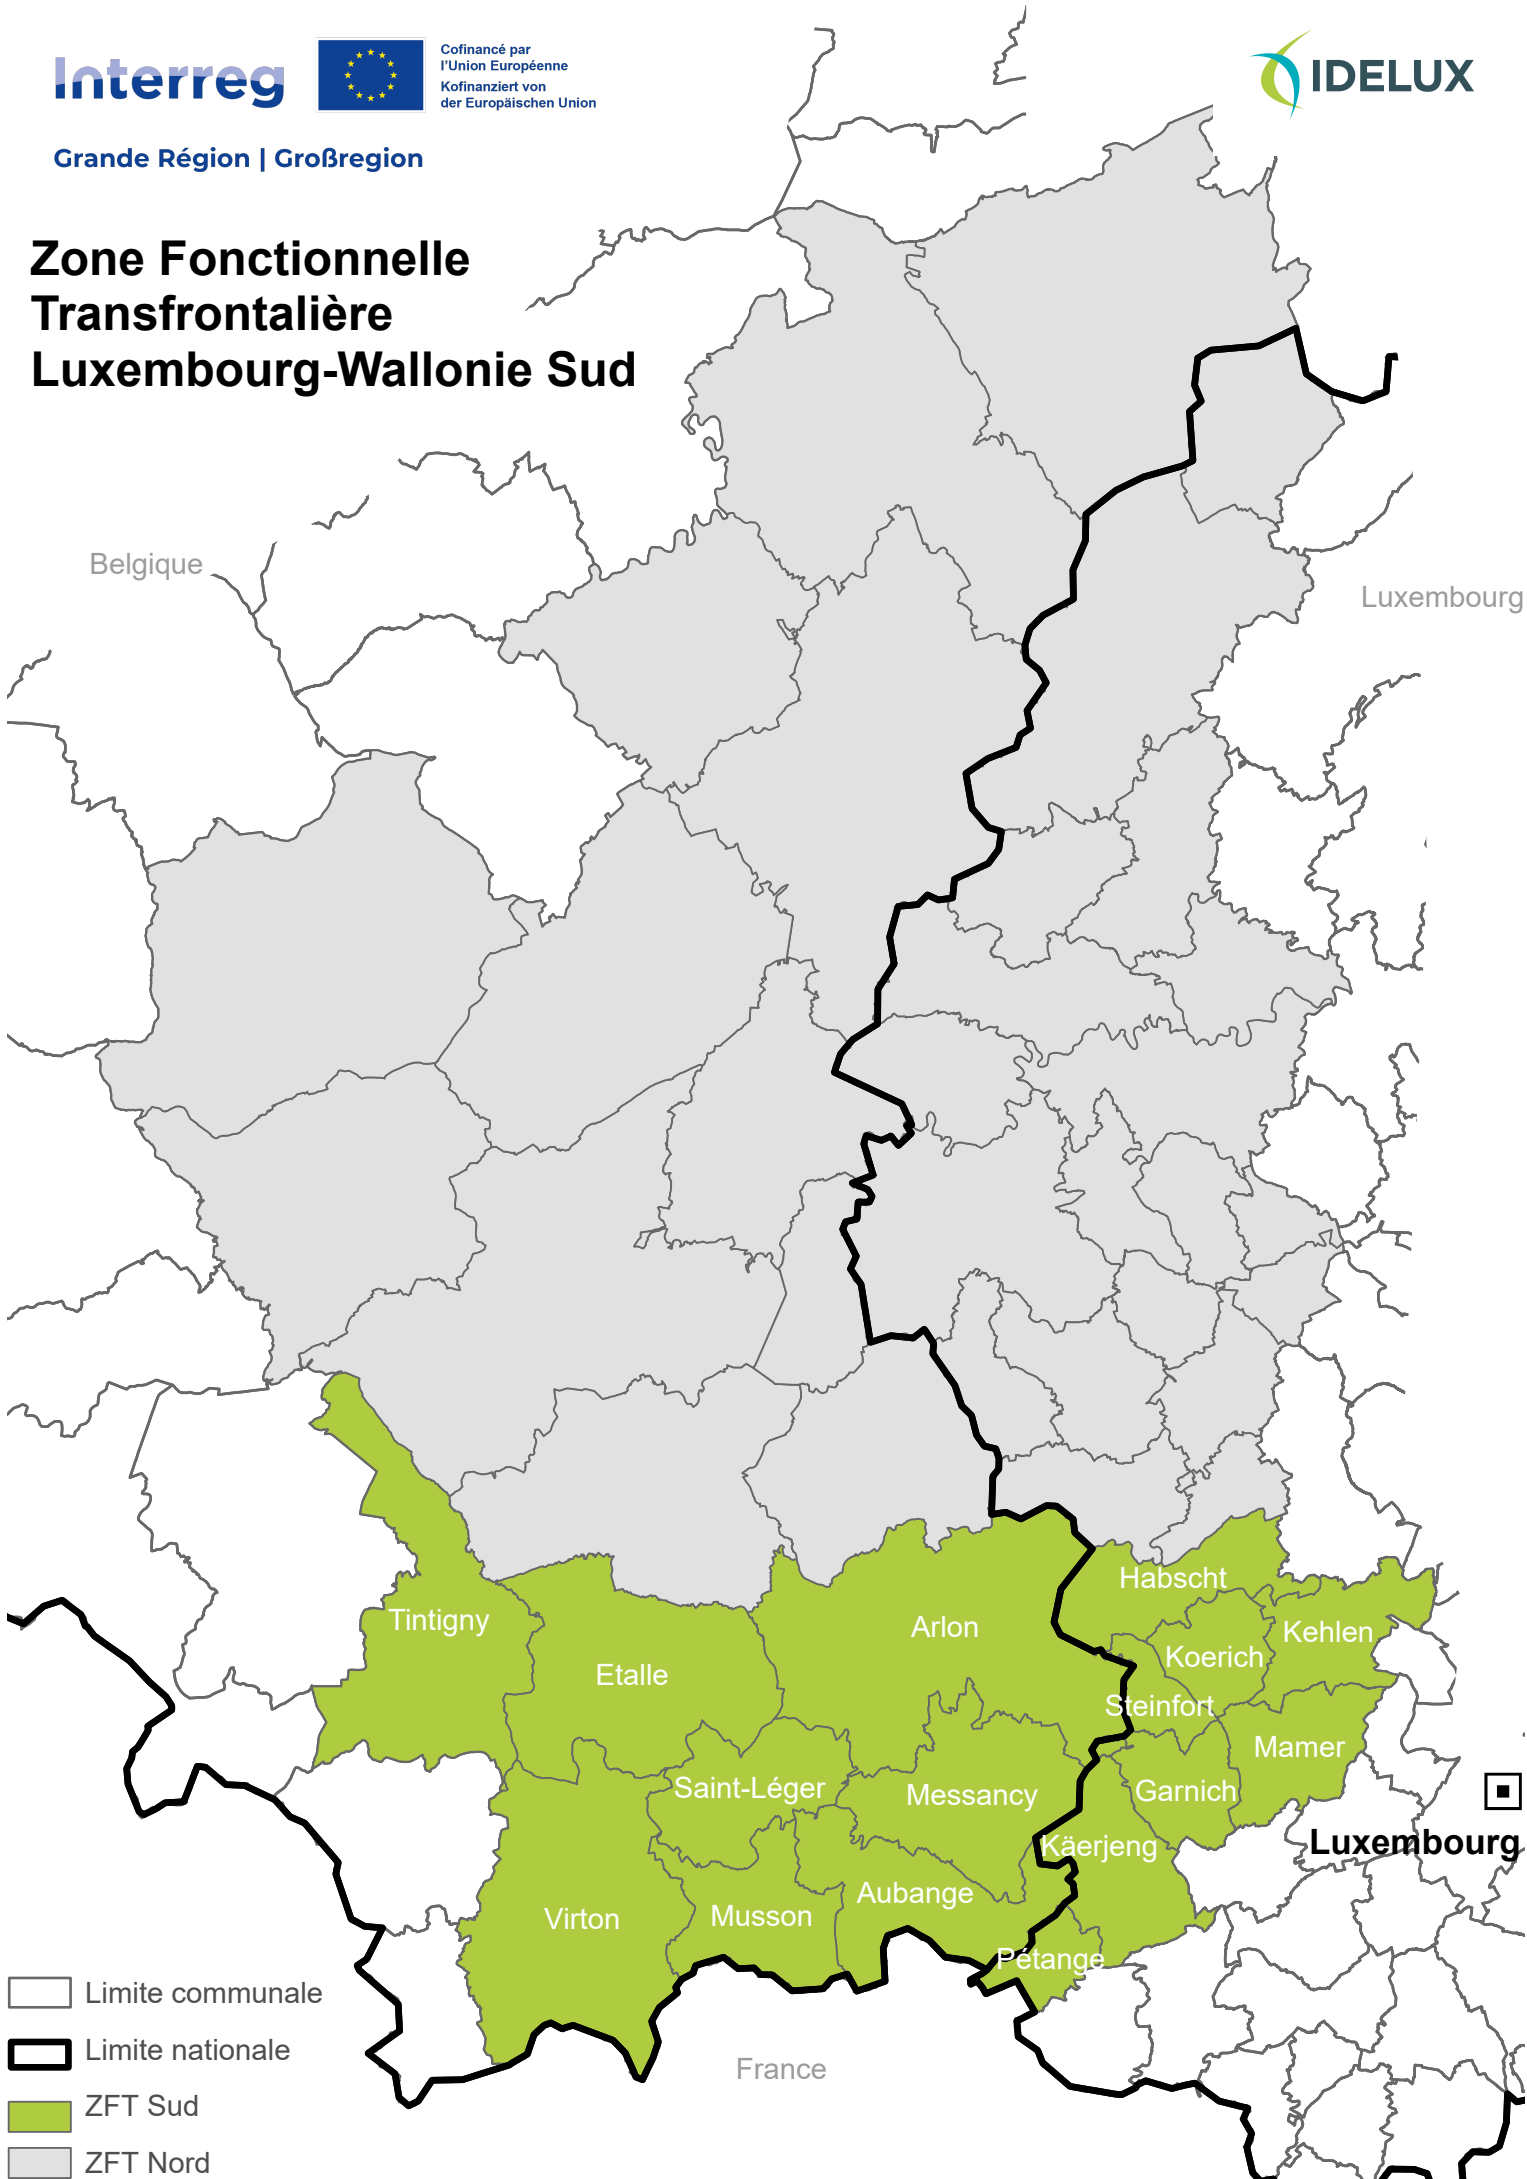 Interreg
Cofinancé par
l'Union Européenne
Kofinanziert von
der Europäischen Union
IDELUX
Grande Région | Großregion
Zone Fonctionnelle
Transfrontalière
Luxembourg-Wallonie Sud
Belgique
Luxembourg
Habscht
Tintigny
Arlon
Kehlen
Koerich
Etalle
Steinfort
Mamer
Saint-Léger
Messancy
Garnich
Luxembourg
Käerjeng
Aubange
Virton
Musson
Pétange
Limite communale
Limite nationale
France
ZFT Sud
ZFT Nord